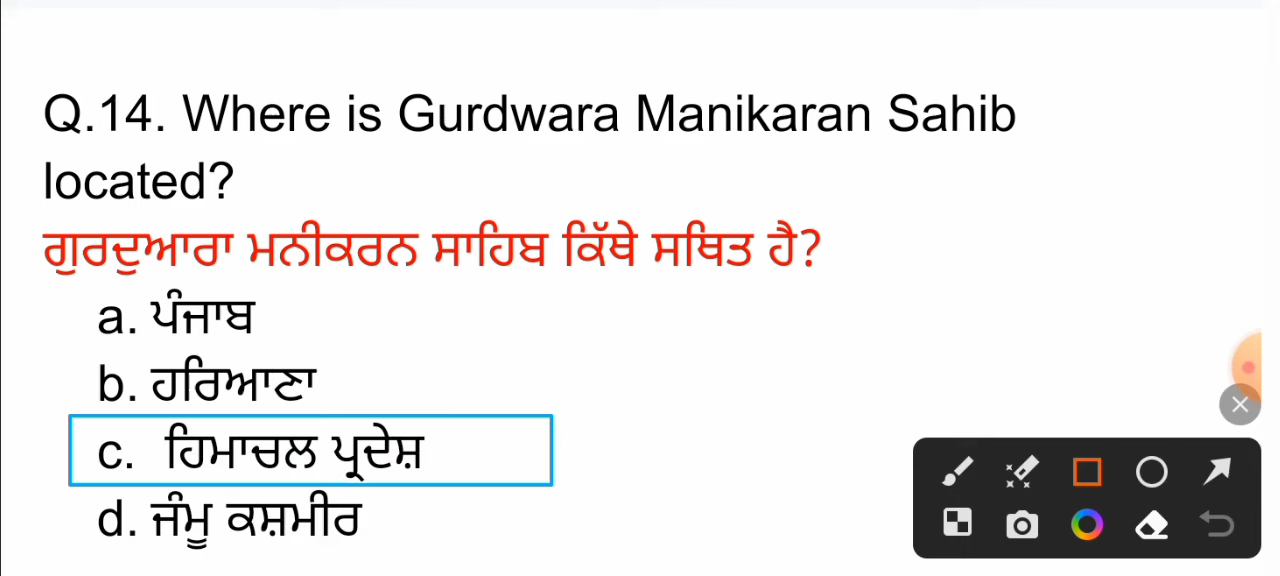 Q.14. Where is Gurdwara Manikaran Sahib
located?
ਗੁਰਦੁਆਰਾ ਮਨੀਕਰਨ ਸਾਹਿਬ ਕਿੱਥੇ ਸਥਿਤ ਹੈ?
a. ਪੰਜਾਬ
b. ਹਰਿਆਣਾ
c. ਹਿਮਾਚਲ ਪ੍ਰਦੇਸ਼
d. ਜੰਮੂ ਕਸ਼ਮੀਰ